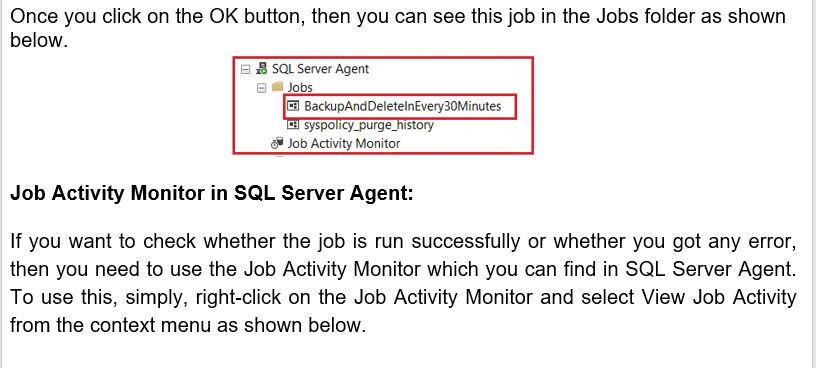 Once you click on the OK button, then you can see this job in the Jobs folder as shown
below.
SQL Server Agent
Jobs
BackupAndDeleteInEvery30Minutes
syspolicy_purge_history
Job Activity Monitor
Job Activity Monitor in SQL Server Agent:
If you want to check whether the job is run successfully or whether you got any error,
then you need to use the Job Activity Monitor which you can find in SQL Server Agent.
To use this, simply, right-click on the Job Activity Monitor and select View Job Activity
from the context menu as shown below.